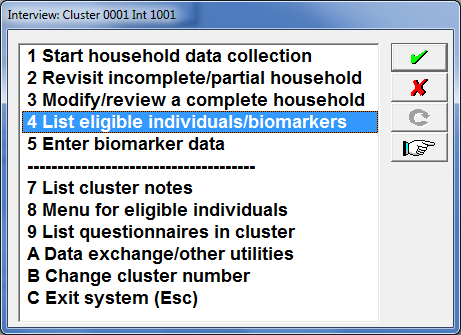 Interview: Cluster 0001 Int 1001
1 Start household data collection
2 Revisit incomplete/partial household
3 Modify/review a complete household
4 List eligible individuals/biomarkers
5 Enter biomarker data
-----------------------------------
7 List cluster notes
8 Menu for eligible individuals
9 List questionnaires in cluster
A Data exchange/other utilities
B Change cluster number
C Exit system (Esc)